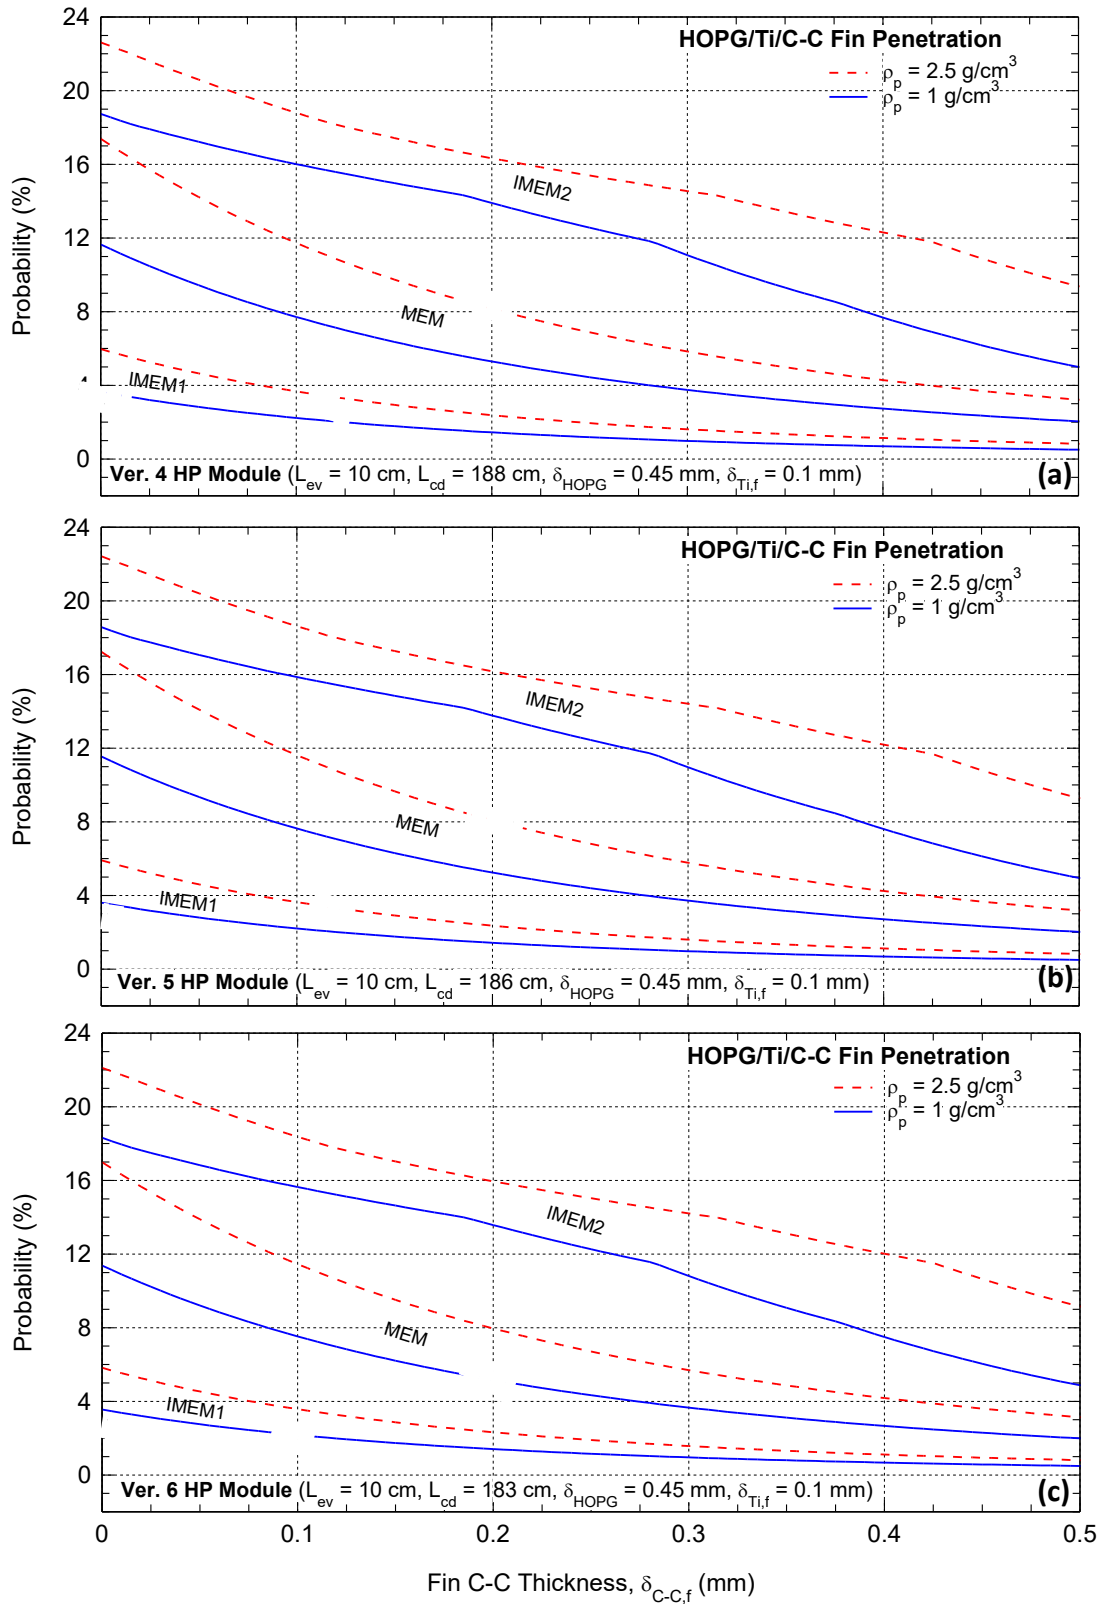 24
20
16
12
8
4
0
Probability (%)
HOPG/Ti/C-C Fin Penetration
ρp = 2.5 g/cm3
ρp = 1 g/cm3
IMEM2
MEM
IMEM1
Ver. 4 HP Module (Lev = 10 cm, Lcd = 188 cm, δHOPG = 0.45 mm, δTi,f = 0.1 mm)
(a)
24
20
16
12
8
4
0
Probability (%)
HOPG/Ti/C-C Fin Penetration
ρp = 2.5 g/cm3
ρp = 1 g/cm3
IMEM2
MEM
IMEM1
Ver. 5 HP Module (Lev = 10 cm, Lcd = 186 cm, δHOPG = 0.45 mm, δTi,f = 0.1 mm)
(b)
24
20
16
12
8
4
0
Probability (%)
HOPG/Ti/C-C Fin Penetration
ρp = 2.5 g/cm3
ρp = 1 g/cm3
IMEM2
MEM
IMEM1
Ver. 6 HP Module (Lev = 10 cm, Lcd = 183 cm, δHOPG = 0.45 mm, δTi,f = 0.1 mm)
(c)
0 0.1 0.2 0.3 0.4 0.5
Fin C-C Thickness, δC-C,f (mm)